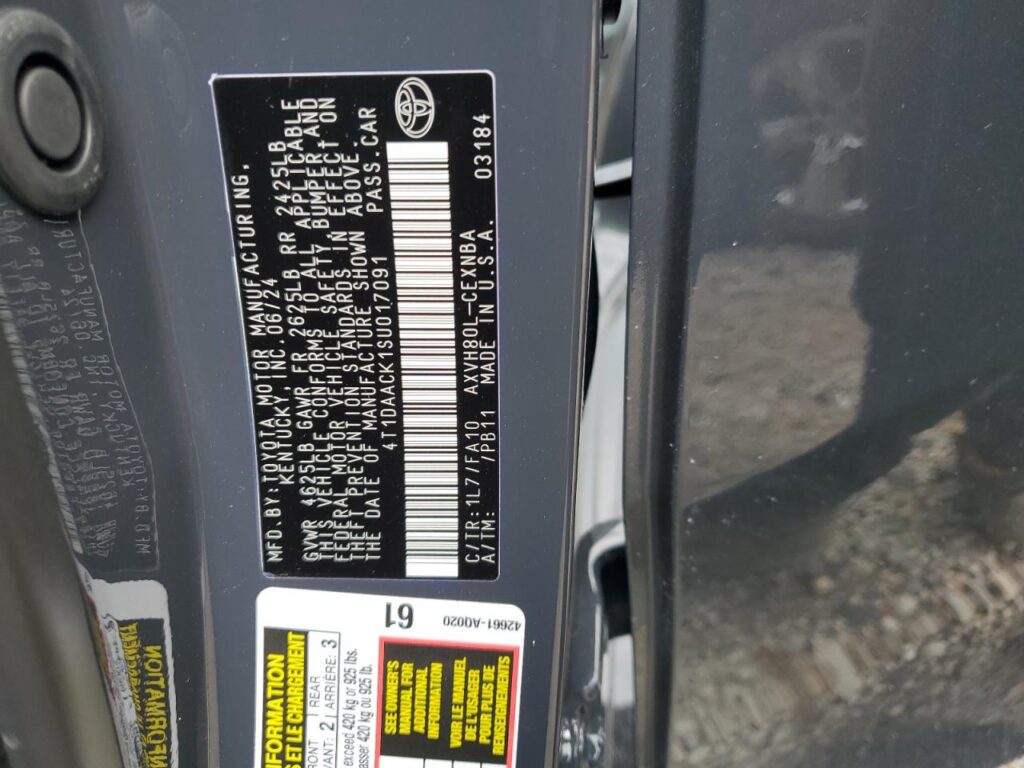 MFD.BY:TOYOTA MOTOR MANUFACTURING,
KENTUCKY, INC.06/24
GVWR 4625LB GAWR FR 2625LB RR 2425LB
THIS VEHICLE CONFORMS TO ALL APPLICABLE
FEDERAL MOTOR VEHICLE SAFETY, BUMPER,AND
THEFT PREVENTION STANDARDS IN EFFECT ON
THE DATE OF MANUFACTURE SHOWN ABOVE.
4T1DAACK1SU017091 PASS.CAR
C/TR:1L7/FA10 AXVH80L-CEXNBA
A/TM: /PB11 MADE IN U.S.A. 03184
INFORMATION
S ET LE CHARGEMENT
FRONT 2 REAR 3
VANT: ARRIÈRE:
exceed 420 kg or 925 lbs.
asser 420 kg ou 925 lb.
61
SEE OWNER'S
MANUAL FOR
ADDITIONAL
INFORMATION
VOIR LE MANUEL
DE L'USAGER
POUR PLUS DE
RENSEIGNEMENTS
42661-AQ020